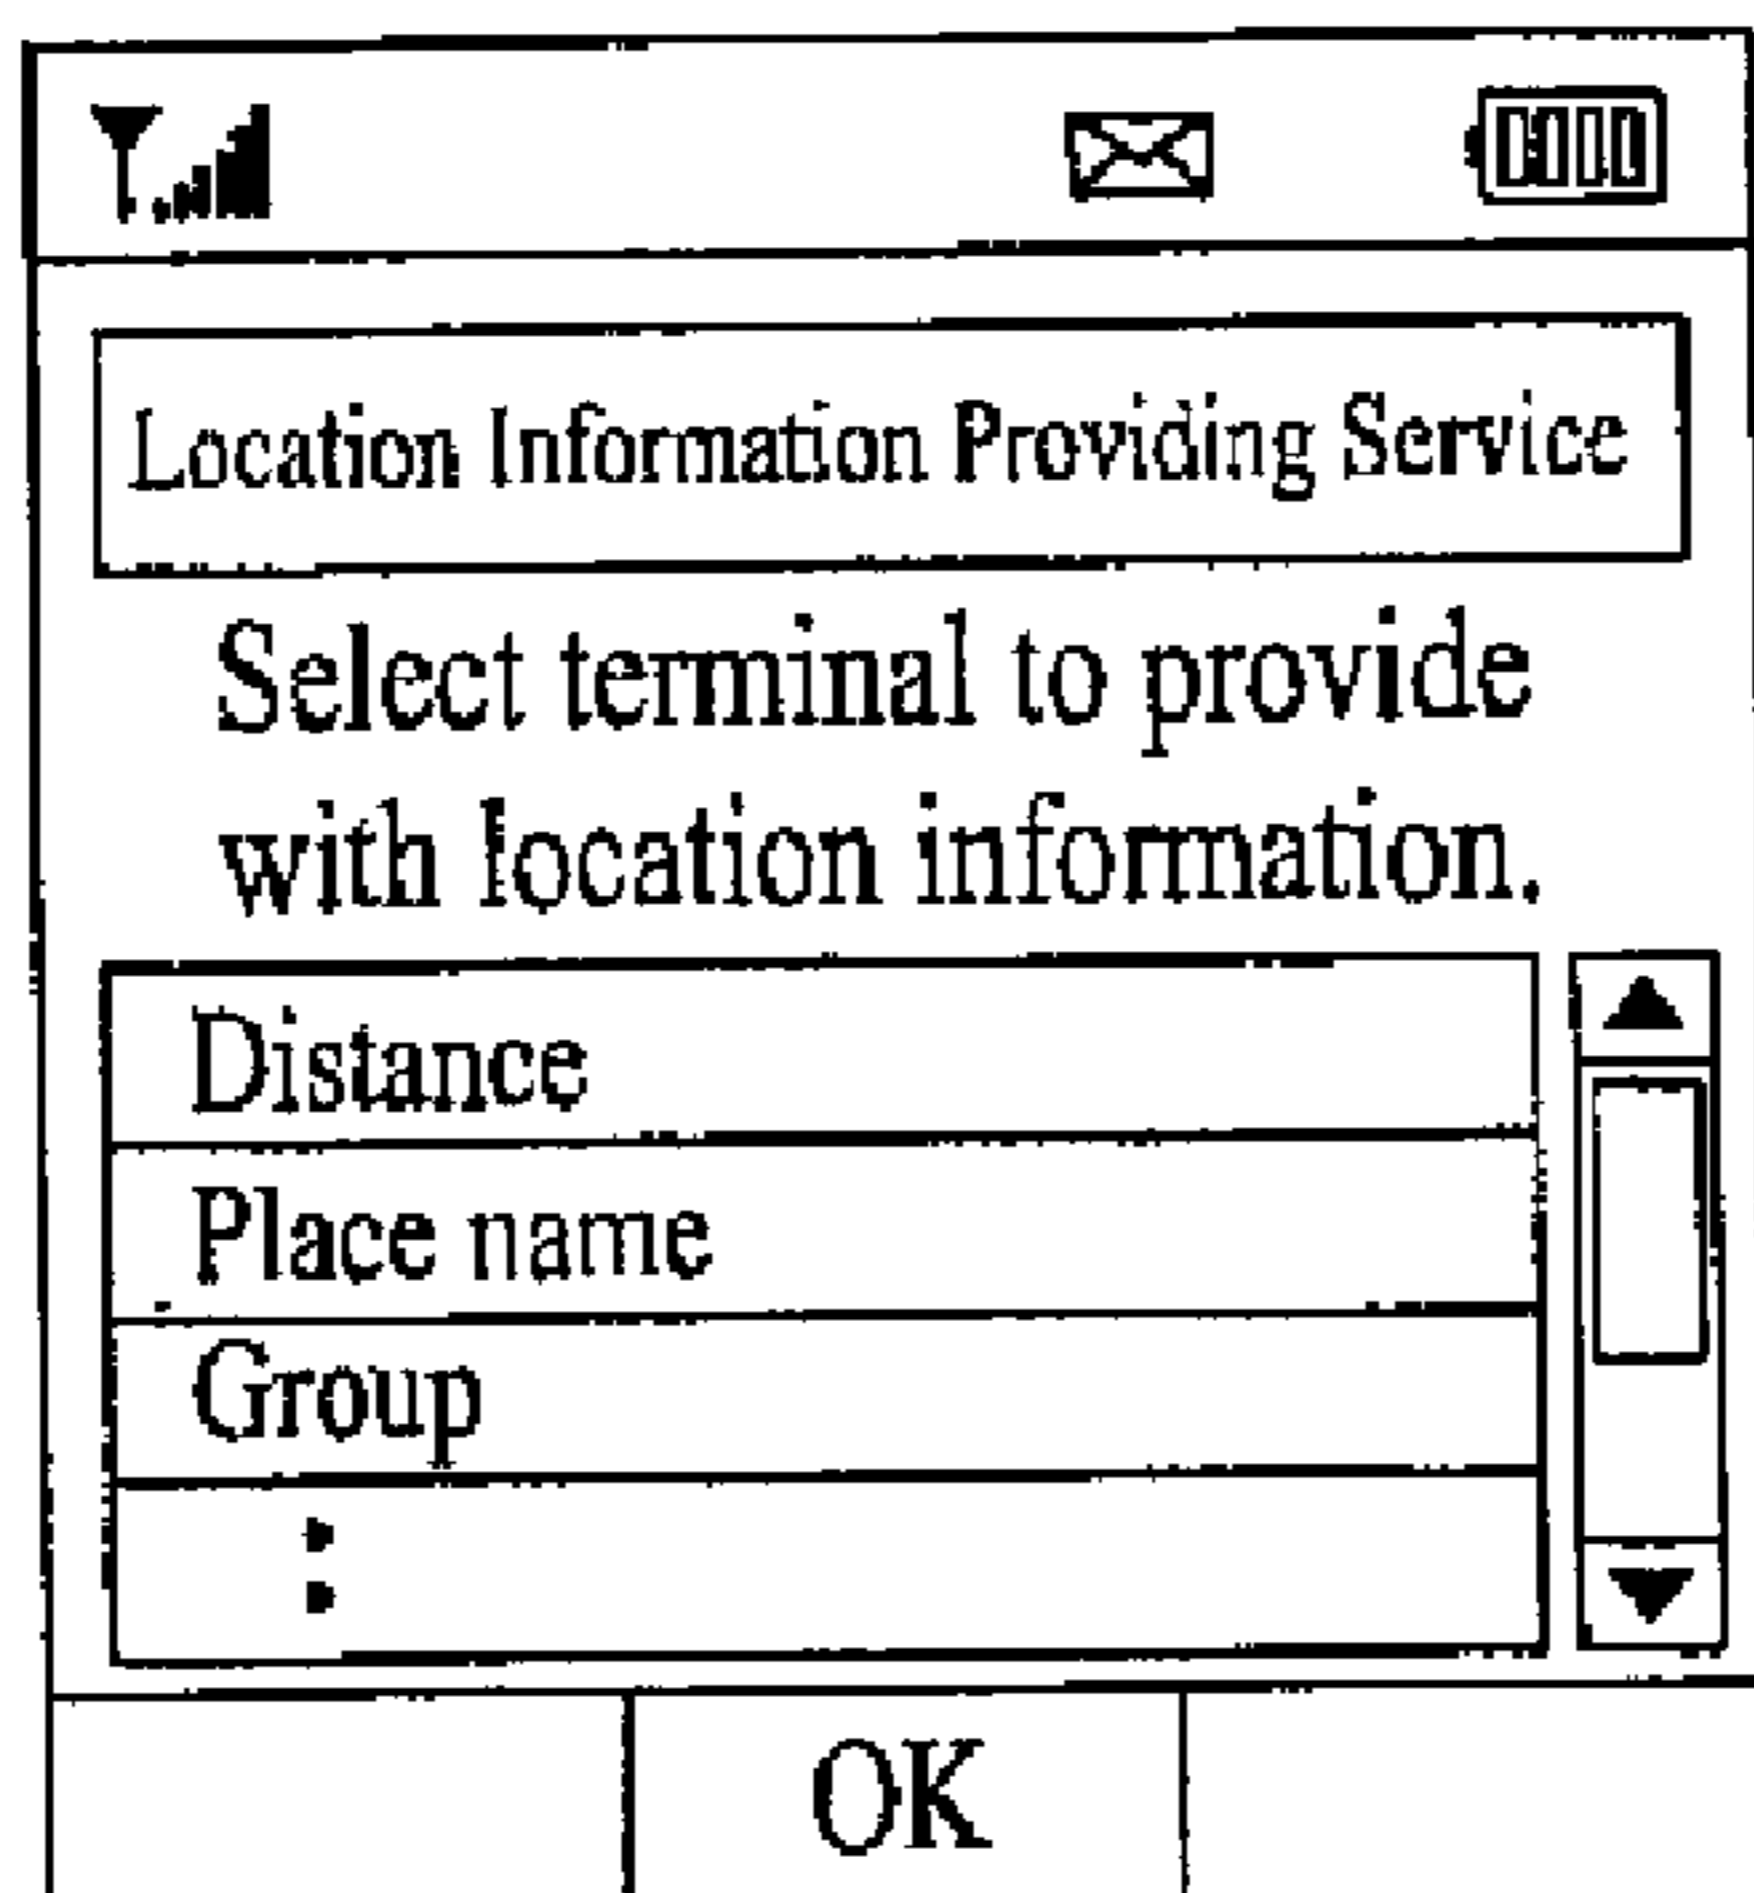 Location Information Providing Service
Select terminal to provide
with location information.
Distance
Place name
Group
:
OK